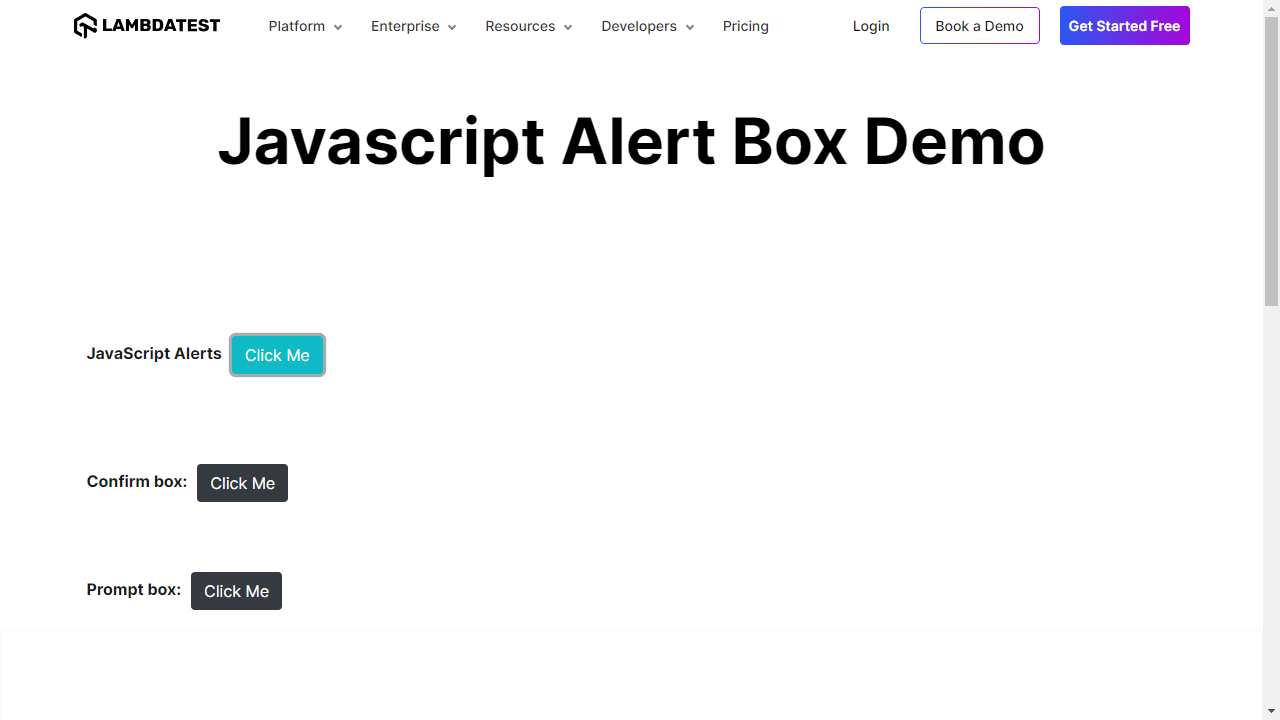 LAMBDATEST Platform Enterprise Resources Developers Pricing Login Book a Demo Get Started Free
Javascript Alert Box Demo
JavaScript Alerts Click Me
Confirm box: Click Me
Prompt box: Click Me